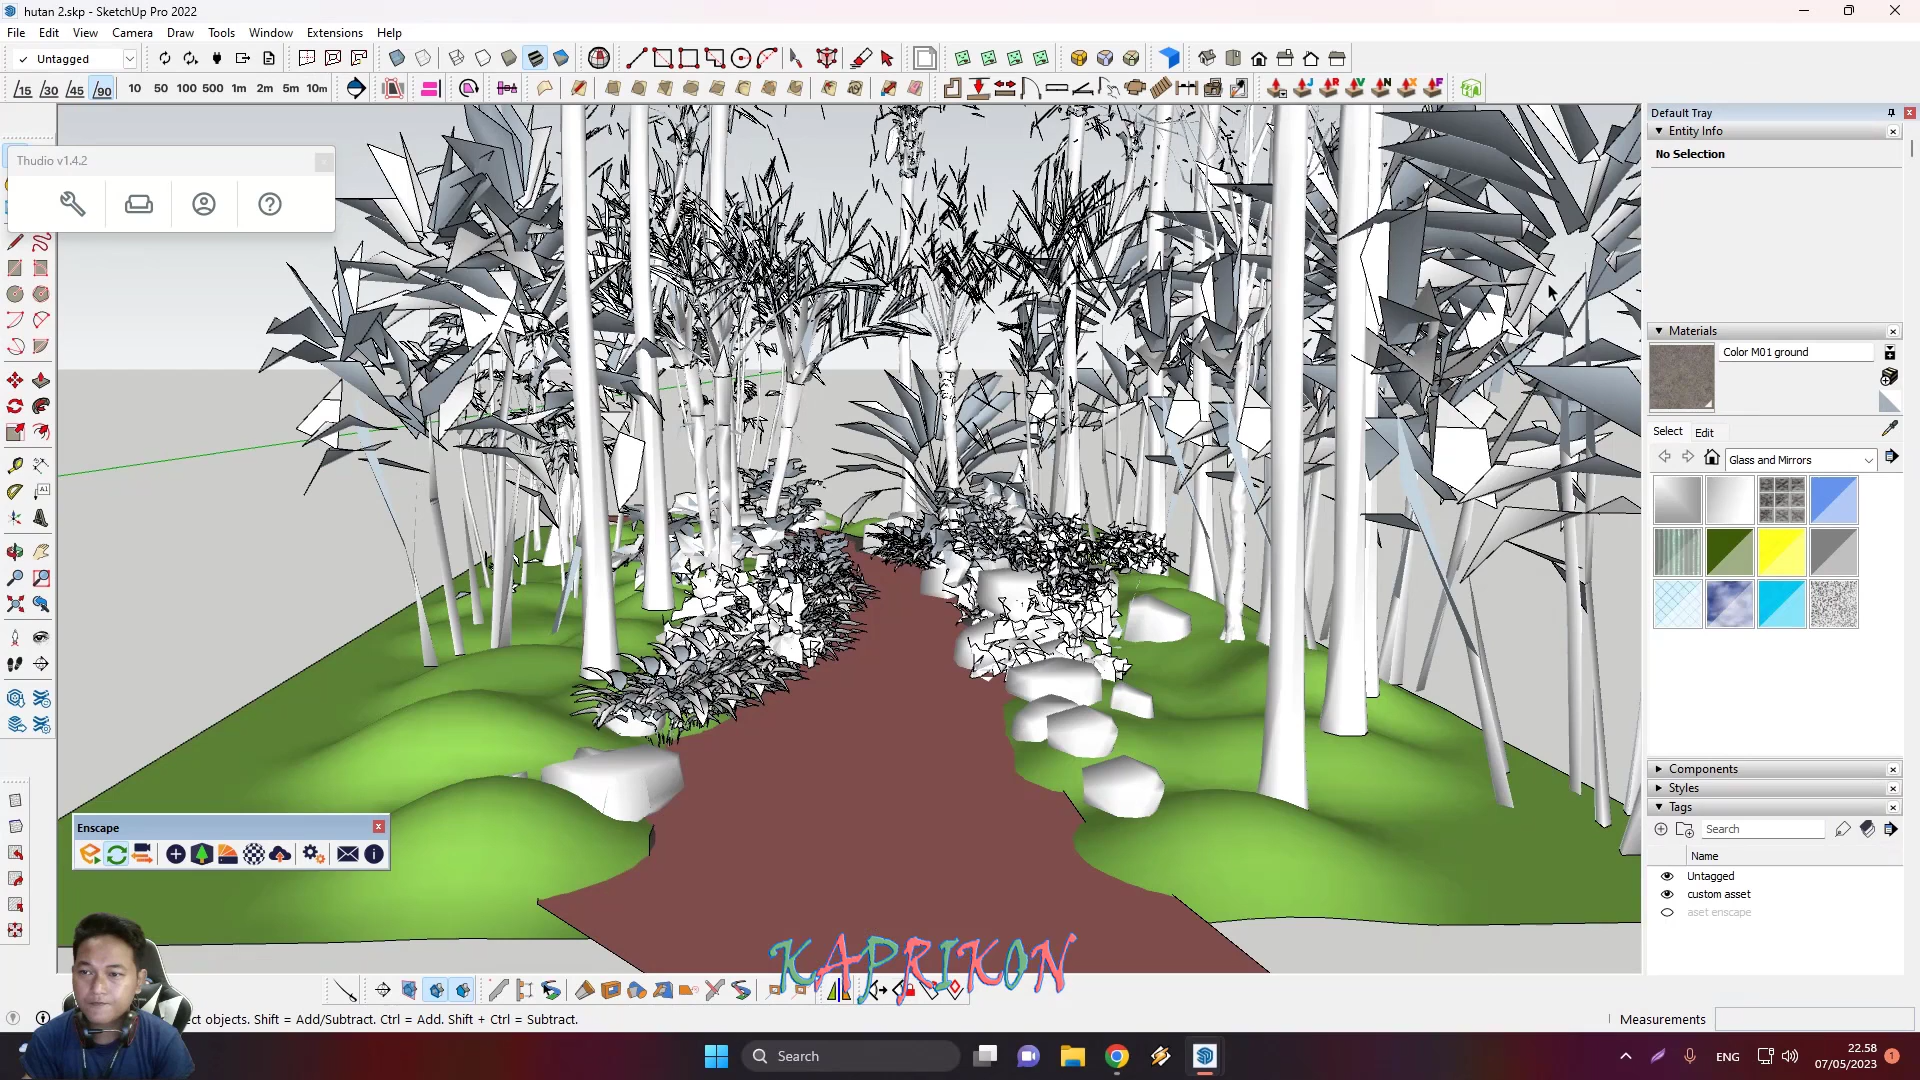 hutan 2.skp - SketchUp Pro 2022
File Edit View Camera Draw Tools Window Extensions Help
Untagged
15 30 45 90 10 50 100 500 1m 2m 5m 10m
Thudio v1.4.2
Default Tray
Entity Info
No Selection
Materials
Color M01 ground
Select Edit
Glass and Mirrors
Components
Styles
Tags
Search
Name
Untagged
custom asset
aset enscape
Enscape
KAPRIKON
ect objects. Shift = Add/Subtract. Ctrl = Add. Shift + Ctrl = Subtract.
Measurements
Search
ENG
22.58
07/05/2023
1